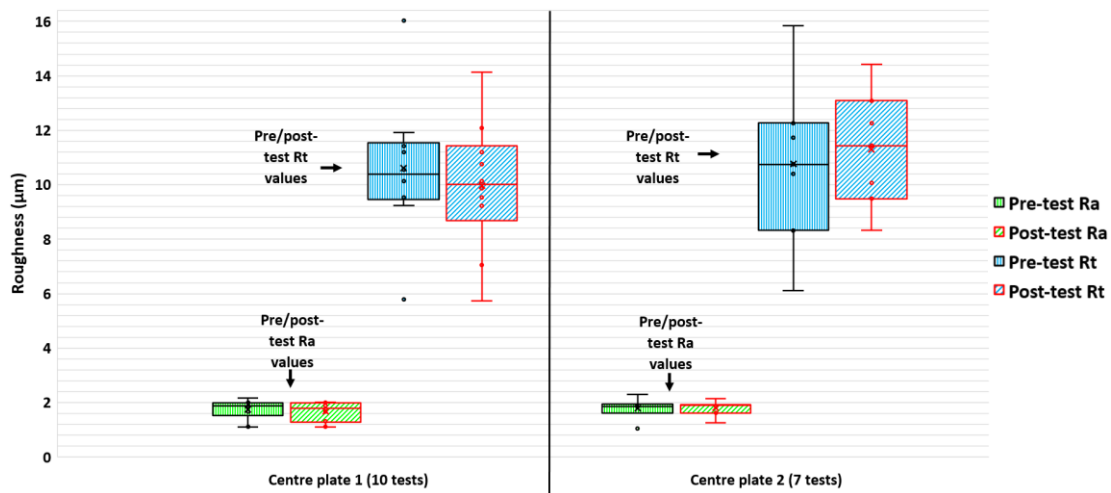 16
14
12
10
8
6
4
2
0
Roughness (µm)
Pre/post-
test Rt
values
Pre/post-
test Ra
values
Centre plate 1 (10 tests)
Pre/post-
test Rt
values
Pre/post-
test Ra
values
Centre plate 2 (7 tests)
Pre-test Ra
Post-test Ra
Pre-test Rt
Post-test Rt